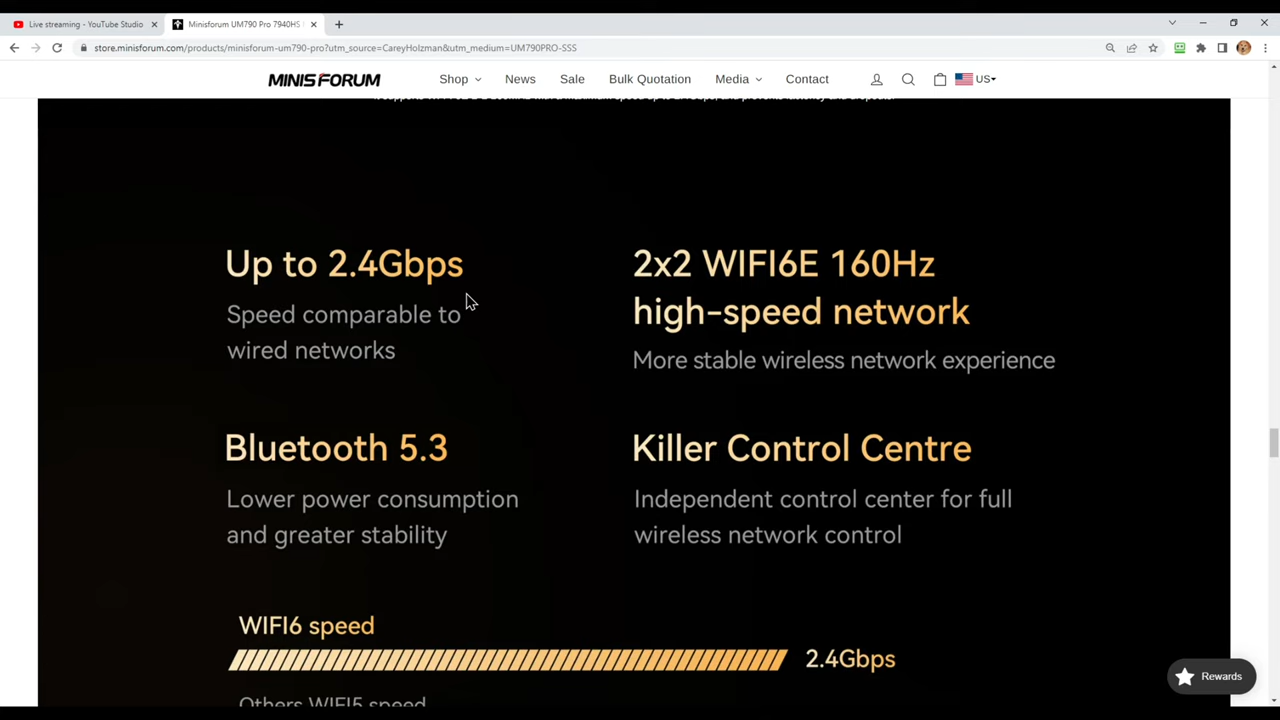 Live streaming - YouTube Studio
Minisforum UM790 Pro 7940HS
store.minisforum.com/products/minisforum-um790-pro?utm_source=CareyHolzman&utm_medium=UM790PRO-SSS
MINISFORUM
Shop
News
Sale
Bulk Quotation
Media
Contact
US
Up to 2.4Gbps
Speed comparable to
wired networks
2x2 WIFI6E 160Hz
high-speed network
More stable wireless network experience
Bluetooth 5.3
Lower power consumption
and greater stability
Killer Control Centre
Independent control center for full
wireless network control
WIFI6 speed
2.4Gbps
Others WIFI5 speed
Rewards